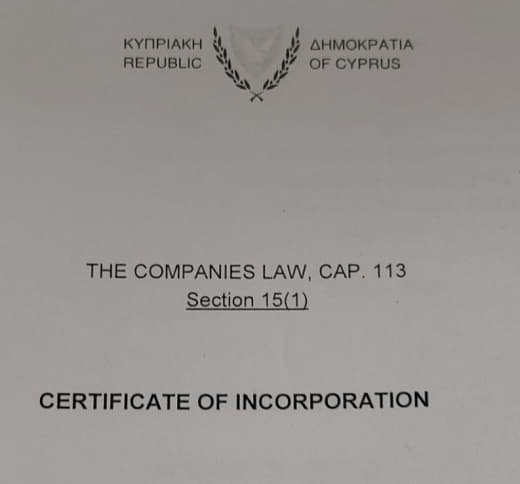 ΚΥΠΡΙΑΚΗ ΔΗΜΟΚΡΑΤΙΑ
REPUBLIC OF CYPRUS
THE COMPANIES LAW, CAP. 113
Section 15(1)
CERTIFICATE OF INCORPORATION